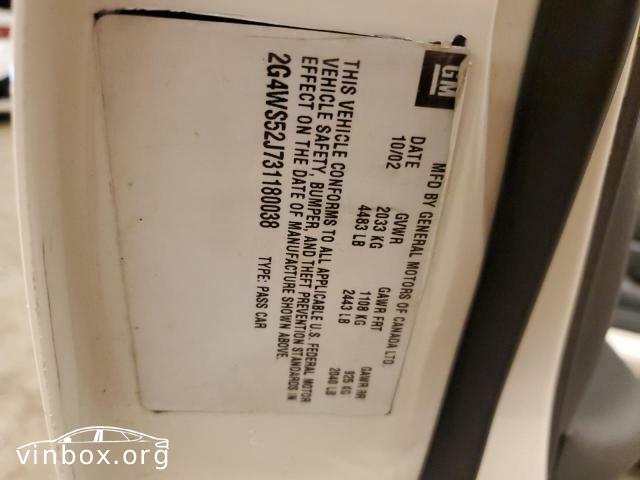 GM
MFD BY GENERAL MOTORS OF CANADA LTD.
DATE GVWR GAWR FRT GAWR RR
10/02 2033 KG 1108 KG 925 KG
4483 LB 2443 LB 2040 LB
THIS VEHICLE CONFORMS TO ALL APPLICABLE U.S. FEDERAL MOTOR
VEHICLE SAFETY, BUMPER, AND THEFT PREVENTION STANDARDS IN
EFFECT ON THE DATE OF MANUFACTURE SHOWN ABOVE.
2G4WS52J731180038 TYPE: PASS CAR
vinbox.org